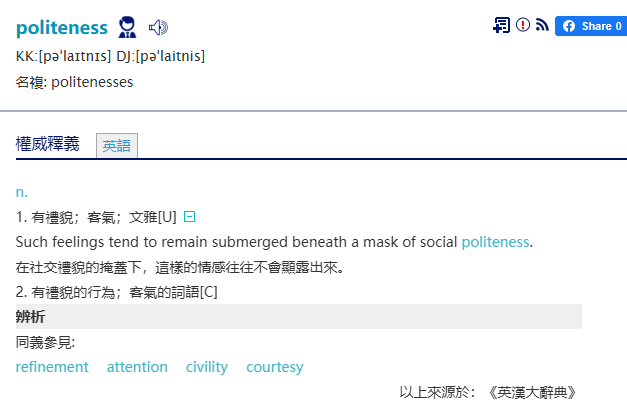 politeness
Share 0
KK:[pəˋlaɪtnɪs] DJ:[pəˋlaitnis]
名複: politenesses
權威釋義 英語
n.
1. 有禮貌；客氣；文雅[U]
Such feelings tend to remain submerged beneath a mask of social politeness.
在社交禮貌的掩蓋下，這樣的情感往往不會顯露出來。
2. 有禮貌的行為；客氣的詞語[C]
辨析
同義參見:
refinement attention civility courtesy
以上來源於：《英漢大辭典》